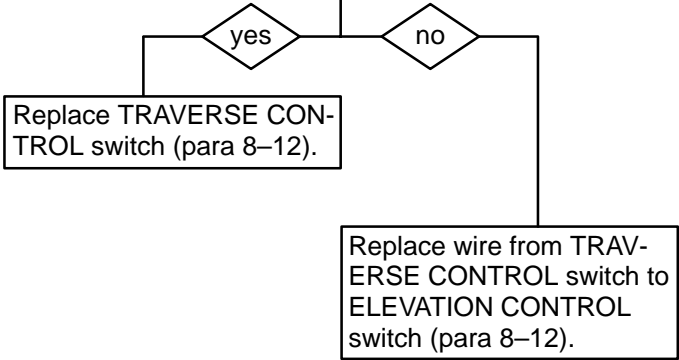 yes
no
Replace TRAVERSE CON-
TROL switch (para 8–12).
Replace wire from TRAV-
ERSE CONTROL switch to
ELEVATION CONTROL
switch (para 8–12).